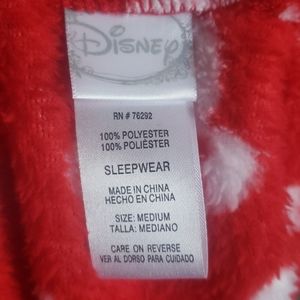 Disney
RN # 76292
100% POLYESTER
100% POLIÉSTER
SLEEPWEAR
MADE IN CHINA
HECHO EN CHINA
SIZE: MEDIUM
TALLA: MEDIANO
CARE ON REVERSE
VER AL DORSO PARA CUIDADO